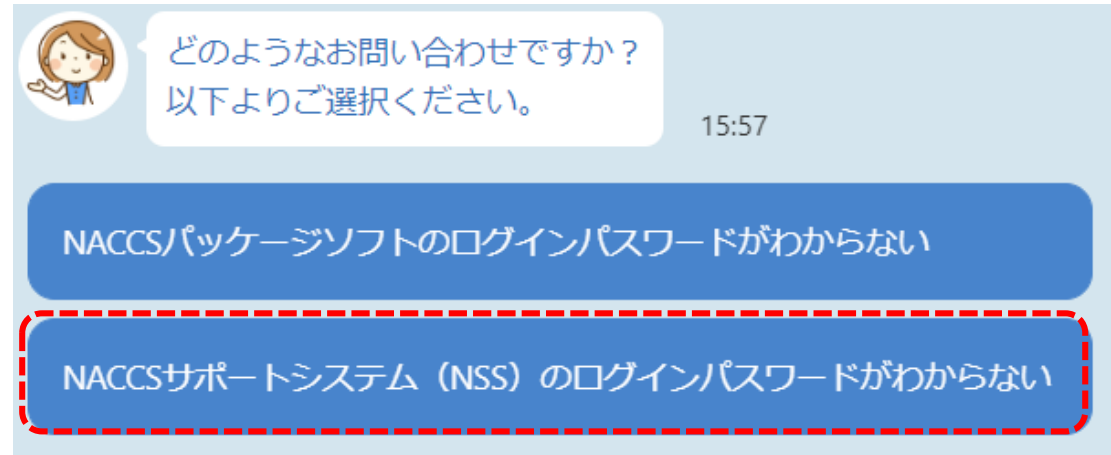 どのようなお問い合わせですか？
以下よりご選択ください。
15:57
NACCSパッケージソフトのログインパスワードがわからない
NACCSサポートシステム（NSS）のログインパスワードがわからない